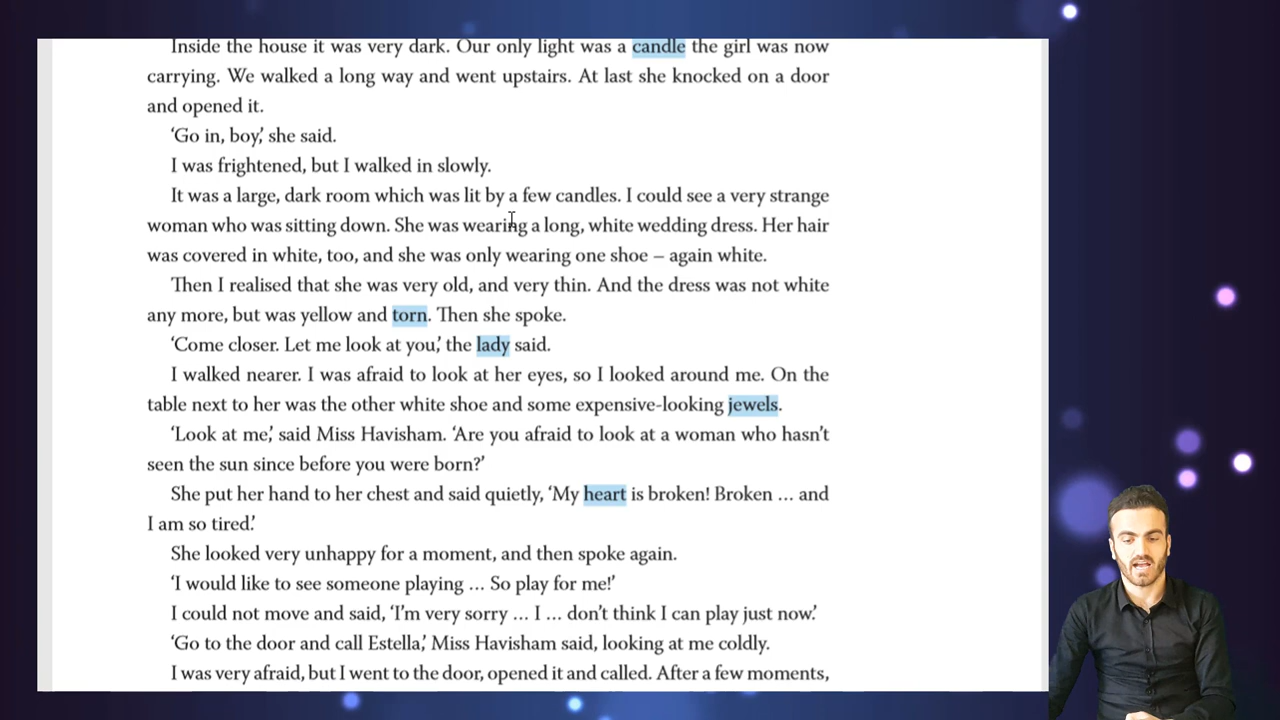 Inside the house it was very dark. Our only light was a candle the girl was now
carrying. We walked a long way and went upstairs. At last she knocked on a door
and opened it.
‘Go in, boy,’ she said.
I was frightened, but I walked in slowly.
It was a large, dark room which was lit by a few candles. I could see a very strange
woman who was sitting down. She was wearing a long, white wedding dress. Her hair
was covered in white, too, and she was only wearing one shoe – again white.
Then I realised that she was very old, and very thin. And the dress was not white
any more, but was yellow and torn. Then she spoke.
‘Come closer. Let me look at you,’ the lady said.
I walked nearer. I was afraid to look at her eyes, so I looked around me. On the
table next to her was the other white shoe and some expensive-looking jewels.
‘Look at me,’ said Miss Havisham. ‘Are you afraid to look at a woman who hasn’t
seen the sun since before you were born?’
She put her hand to her chest and said quietly, ‘My heart is broken! Broken … and
I am so tired.’
She looked very unhappy for a moment, and then spoke again.
‘I would like to see someone playing … So play for me!’
I could not move and said, ‘I’m very sorry … I … don’t think I can play just now.’
‘Go to the door and call Estella,’ Miss Havisham said, looking at me coldly.
I was very afraid, but I went to the door, opened it and called. After a few moments,